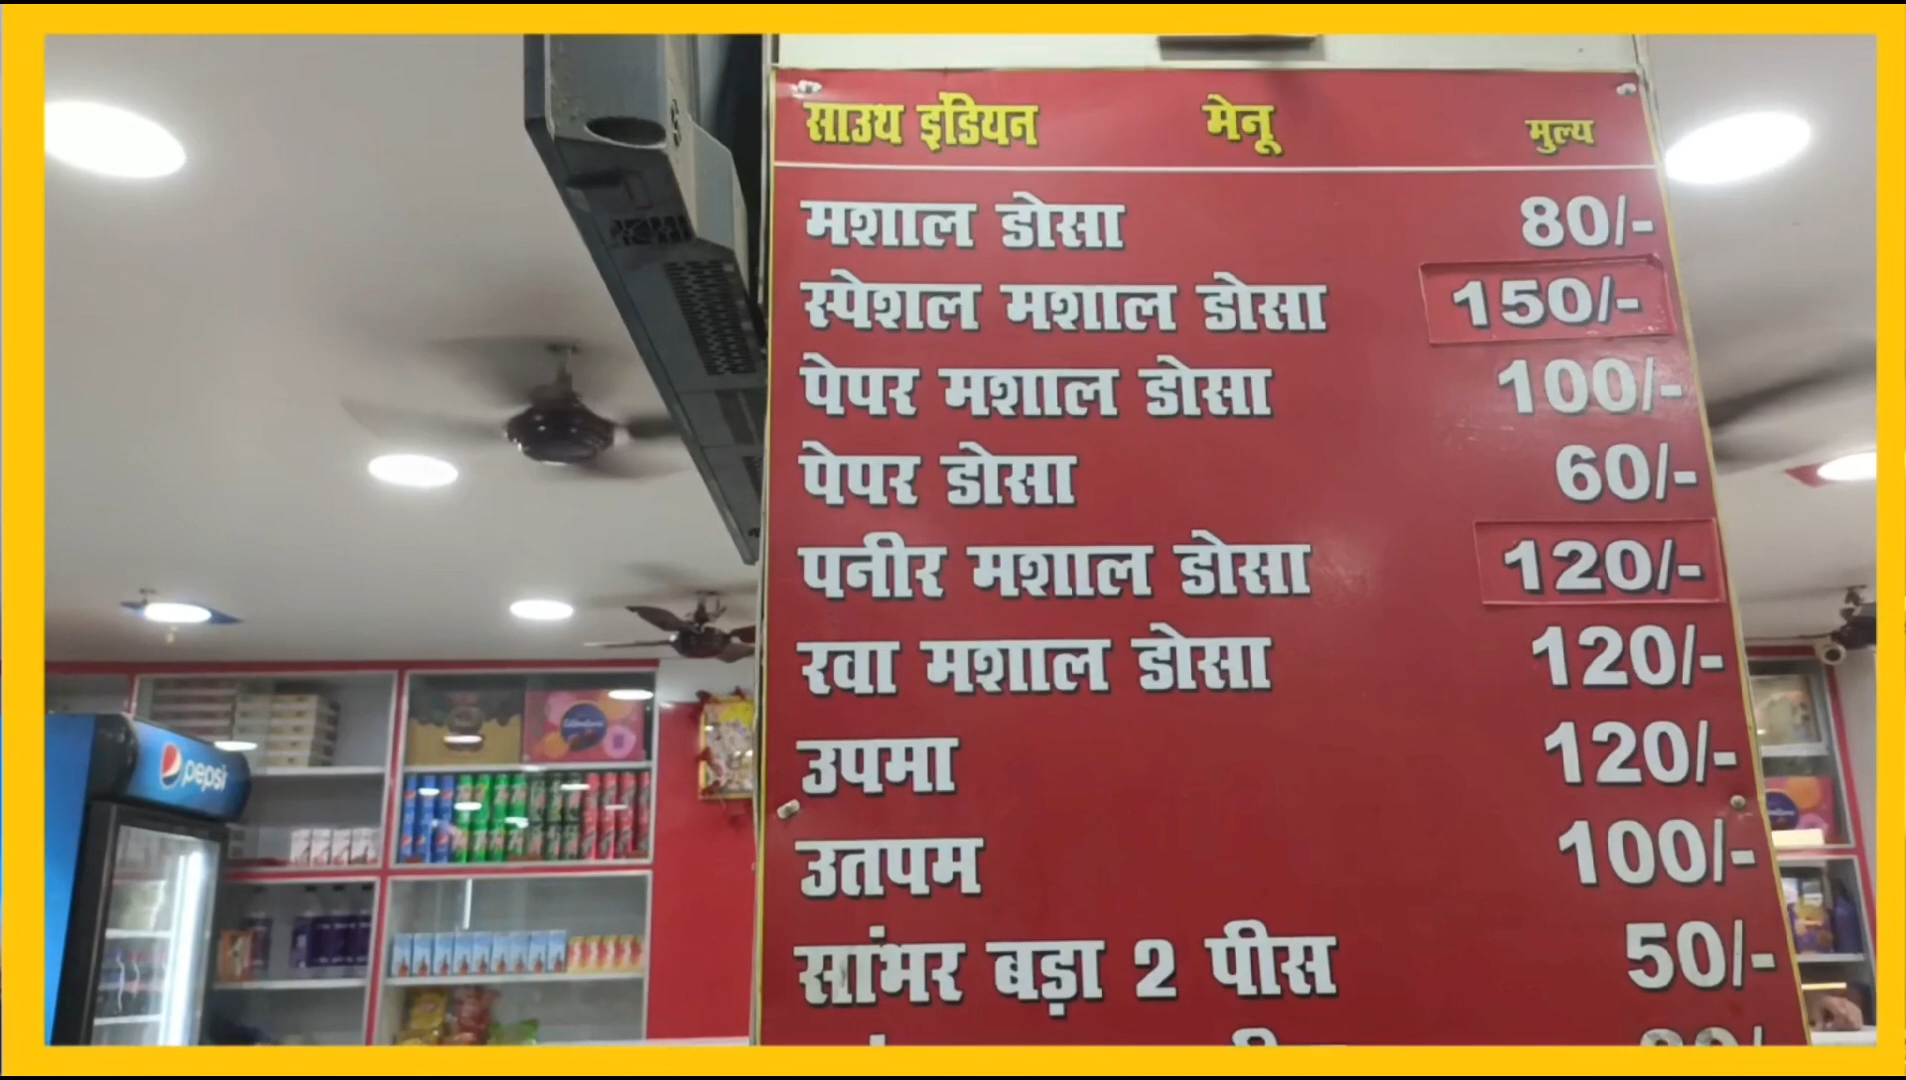 साउथ इंडियन मेनू मुल्य
मशाल डोसा 80/-
स्पेशल मशाल डोसा 150/-
पेपर मशाल डोसा 100/-
पेपर डोसा 60/-
पनीर मशाल डोसा 120/-
रवा मशाल डोसा 120/-
उपमा 120/-
उतपम 100/-
सांभर बड़ा 2 पीस 50/-
pepsi